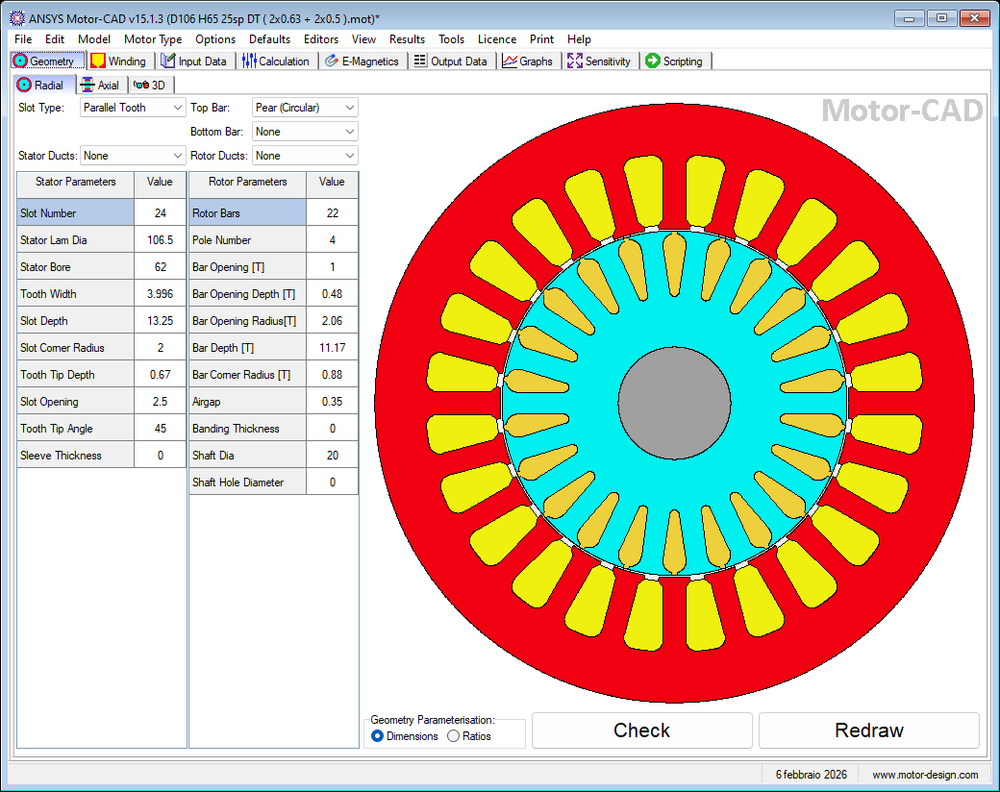 ANSYS Motor-CAD v15.1.3 (D106 H65 25sp DT ( 2x0.63 + 2x0.5 ).mot)*
File Edit Model Motor Type Options Defaults Editors View Results Tools Licence Print Help
Geometry Winding Input Data Calculation E-Magnetics Output Data Graphs Sensitivity Scripting
Radial Axial 3D
Slot Type: Parallel Tooth Top Bar: Pear (Circular)
Bottom Bar: None
Stator Ducts: None Rotor Ducts: None
Motor-CAD
Stator Parameters Value Rotor Parameters Value
Slot Number 24 Rotor Bars 22
Stator Lam Dia 106.5 Pole Number 4
Stator Bore 62 Bar Opening [T] 1
Tooth Width 3.996 Bar Opening Depth [T] 0.48
Slot Depth 13.25 Bar Opening Radius[T] 2.06
Slot Corner Radius 2 Bar Depth [T] 11.17
Tooth Tip Depth 0.67 Bar Corner Radius [T] 0.88
Slot Opening 2.5 Airgap 0.35
Tooth Tip Angle 45 Banding Thickness 0
Sleeve Thickness 0 Shaft Dia 20
Shaft Hole Diameter 0
Geometry Parameterisation:
Dimensions Ratios
Check Redraw
6 febbraio 2026 www.motor-design.com